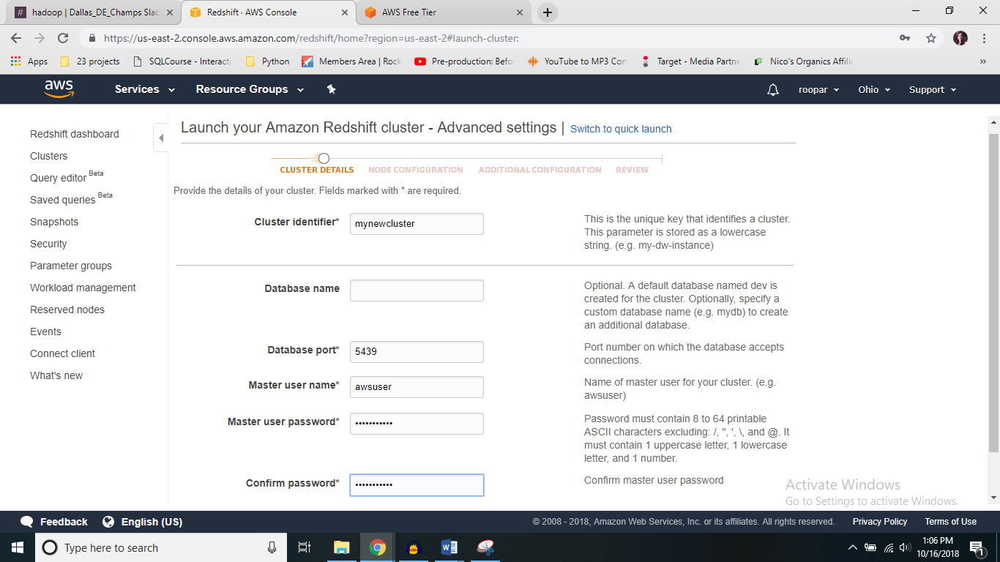 hadoop | Dallas_DE_Champs Slac
Redshift · AWS Console
AWS Free Tier
https://us-east-2.console.aws.amazon.com/redshift/home?region=us-east-2#launch-cluster:
Apps
23 projects
SQLCourse - Interacti
Python
Members Area | Rock
Pre-production: Befo
YouTube to MP3 Con
Target - Media Partne
Nico's Organics Affilia
»
aws
Services
Resource Groups
roopar
Ohio
Support
Redshift dashboard
Clusters
Query editor Beta
Saved queries Beta
Snapshots
Security
Parameter groups
Workload management
Reserved nodes
Events
Connect client
What's new
Launch your Amazon Redshift cluster - Advanced settings | Switch to quick launch
CLUSTER DETAILS
NODE CONFIGURATION
ADDITIONAL CONFIGURATION
REVIEW
Provide the details of your cluster. Fields marked with * are required.
Cluster identifier*
mynewcluster
This is the unique key that identifies a cluster.
This parameter is stored as a lowercase
string. (e.g. my-dw-instance)
Database name
Optional. A default database named dev is
created for the cluster. Optionally, specify a
custom database name (e.g. mydb) to create
an additional database.
Database port*
5439
Port number on which the database accepts
connections.
Master user name*
awsuser
Name of master user for your cluster. (e.g.
awsuser)
Master user password*
•••••••••••
Password must contain 8 to 64 printable
ASCII characters excluding: /, ", ', \, and @. It
must contain 1 uppercase letter, 1 lowercase
letter, and 1 number.
Confirm password*
•••••••••••
Confirm master user password
Activate Windows
Go to Settings to activate Windows.
Feedback
English (US)
© 2008 - 2018, Amazon Web Services, Inc. or its affiliates. All rights reserved.
Privacy Policy
Terms of Use
Type here to search
1:06 PM
10/16/2018
1